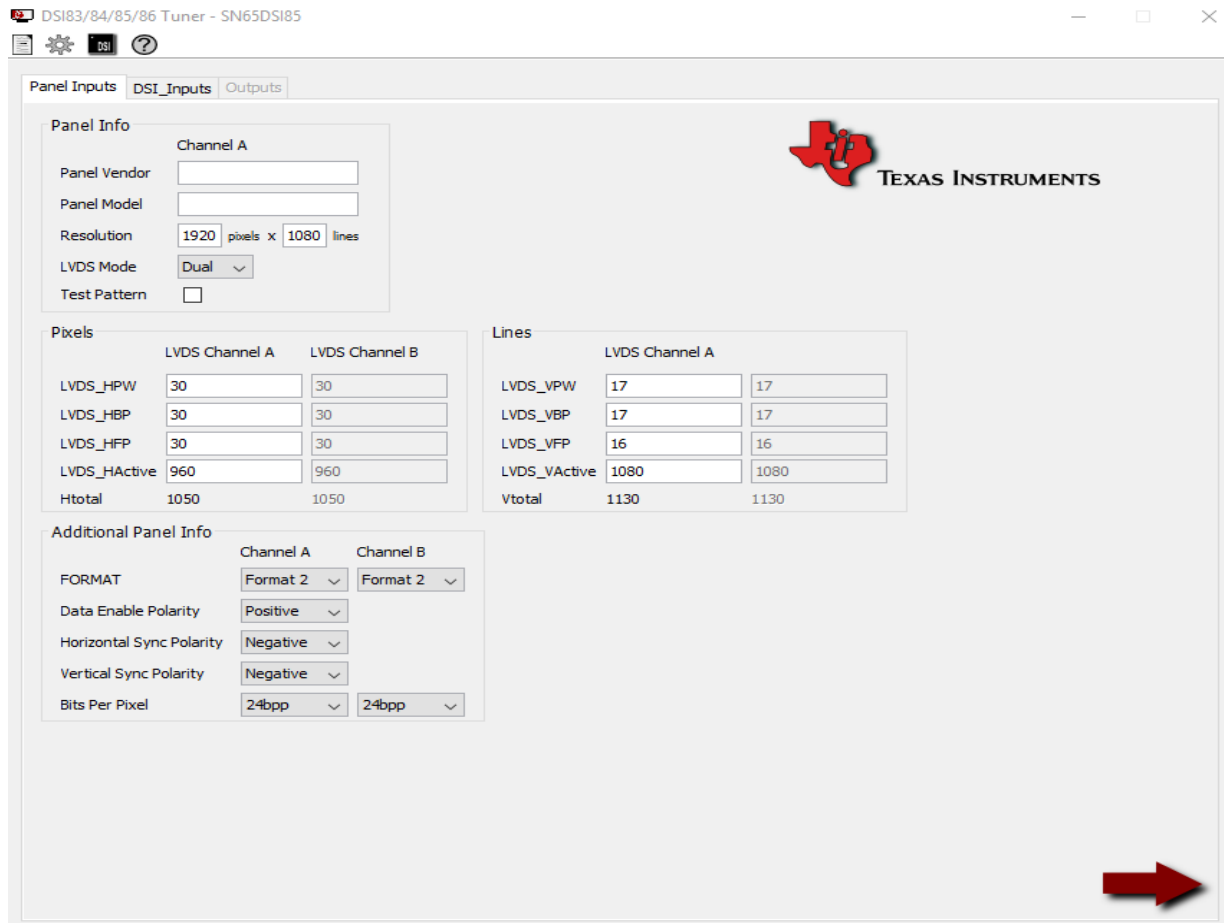 DSI83/84/85/86 Tuner - SN65DSI85
DSI
Panel Inputs DSI_Inputs Outputs
Panel Info
Channel A
Panel Vendor
Panel Model
Resolution 1920 pixels x 1080 lines
LVDS Mode Dual
Test Pattern
TEXAS INSTRUMENTS
Pixels
LVDS Channel A LVDS Channel B
LVDS_HPW 30 30
LVDS_HBP 30 30
LVDS_HFP 30 30
LVDS_HActive 960 960
Htotal 1050 1050
Lines
LVDS Channel A
LVDS_VPW 17 17
LVDS_VBP 17 17
LVDS_VFP 16 16
LVDS_VActive 1080 1080
Vtotal 1130 1130
Additional Panel Info
Channel A Channel B
FORMAT Format 2 Format 2
Data Enable Polarity Positive
Horizontal Sync Polarity Negative
Vertical Sync Polarity Negative
Bits Per Pixel 24bpp 24bpp